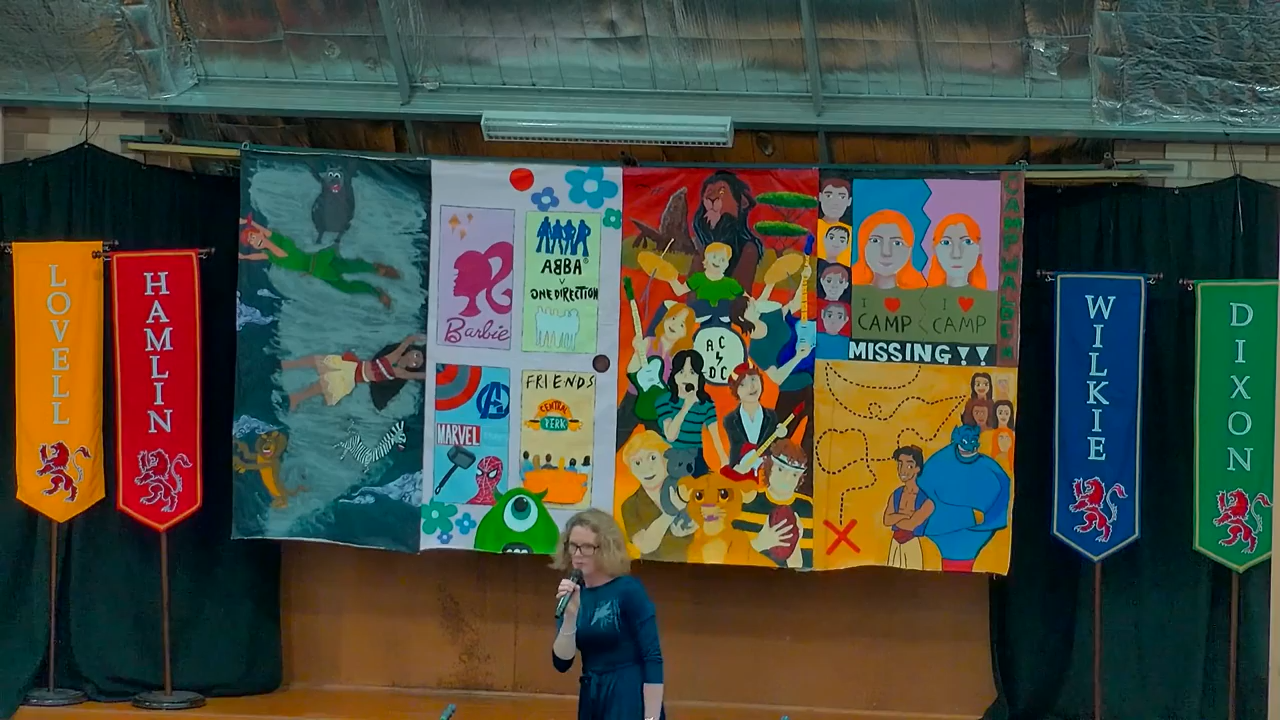 LOVELL
HAMLIN
Barbie
ABBA®
V
ONE DIRECTION
MARVEL
FRIENDS
CENTRAL
PERK
AC
DC
I ❤ I ❤
CAMP CAMP
MISSING!!
WILKIE
DIXON